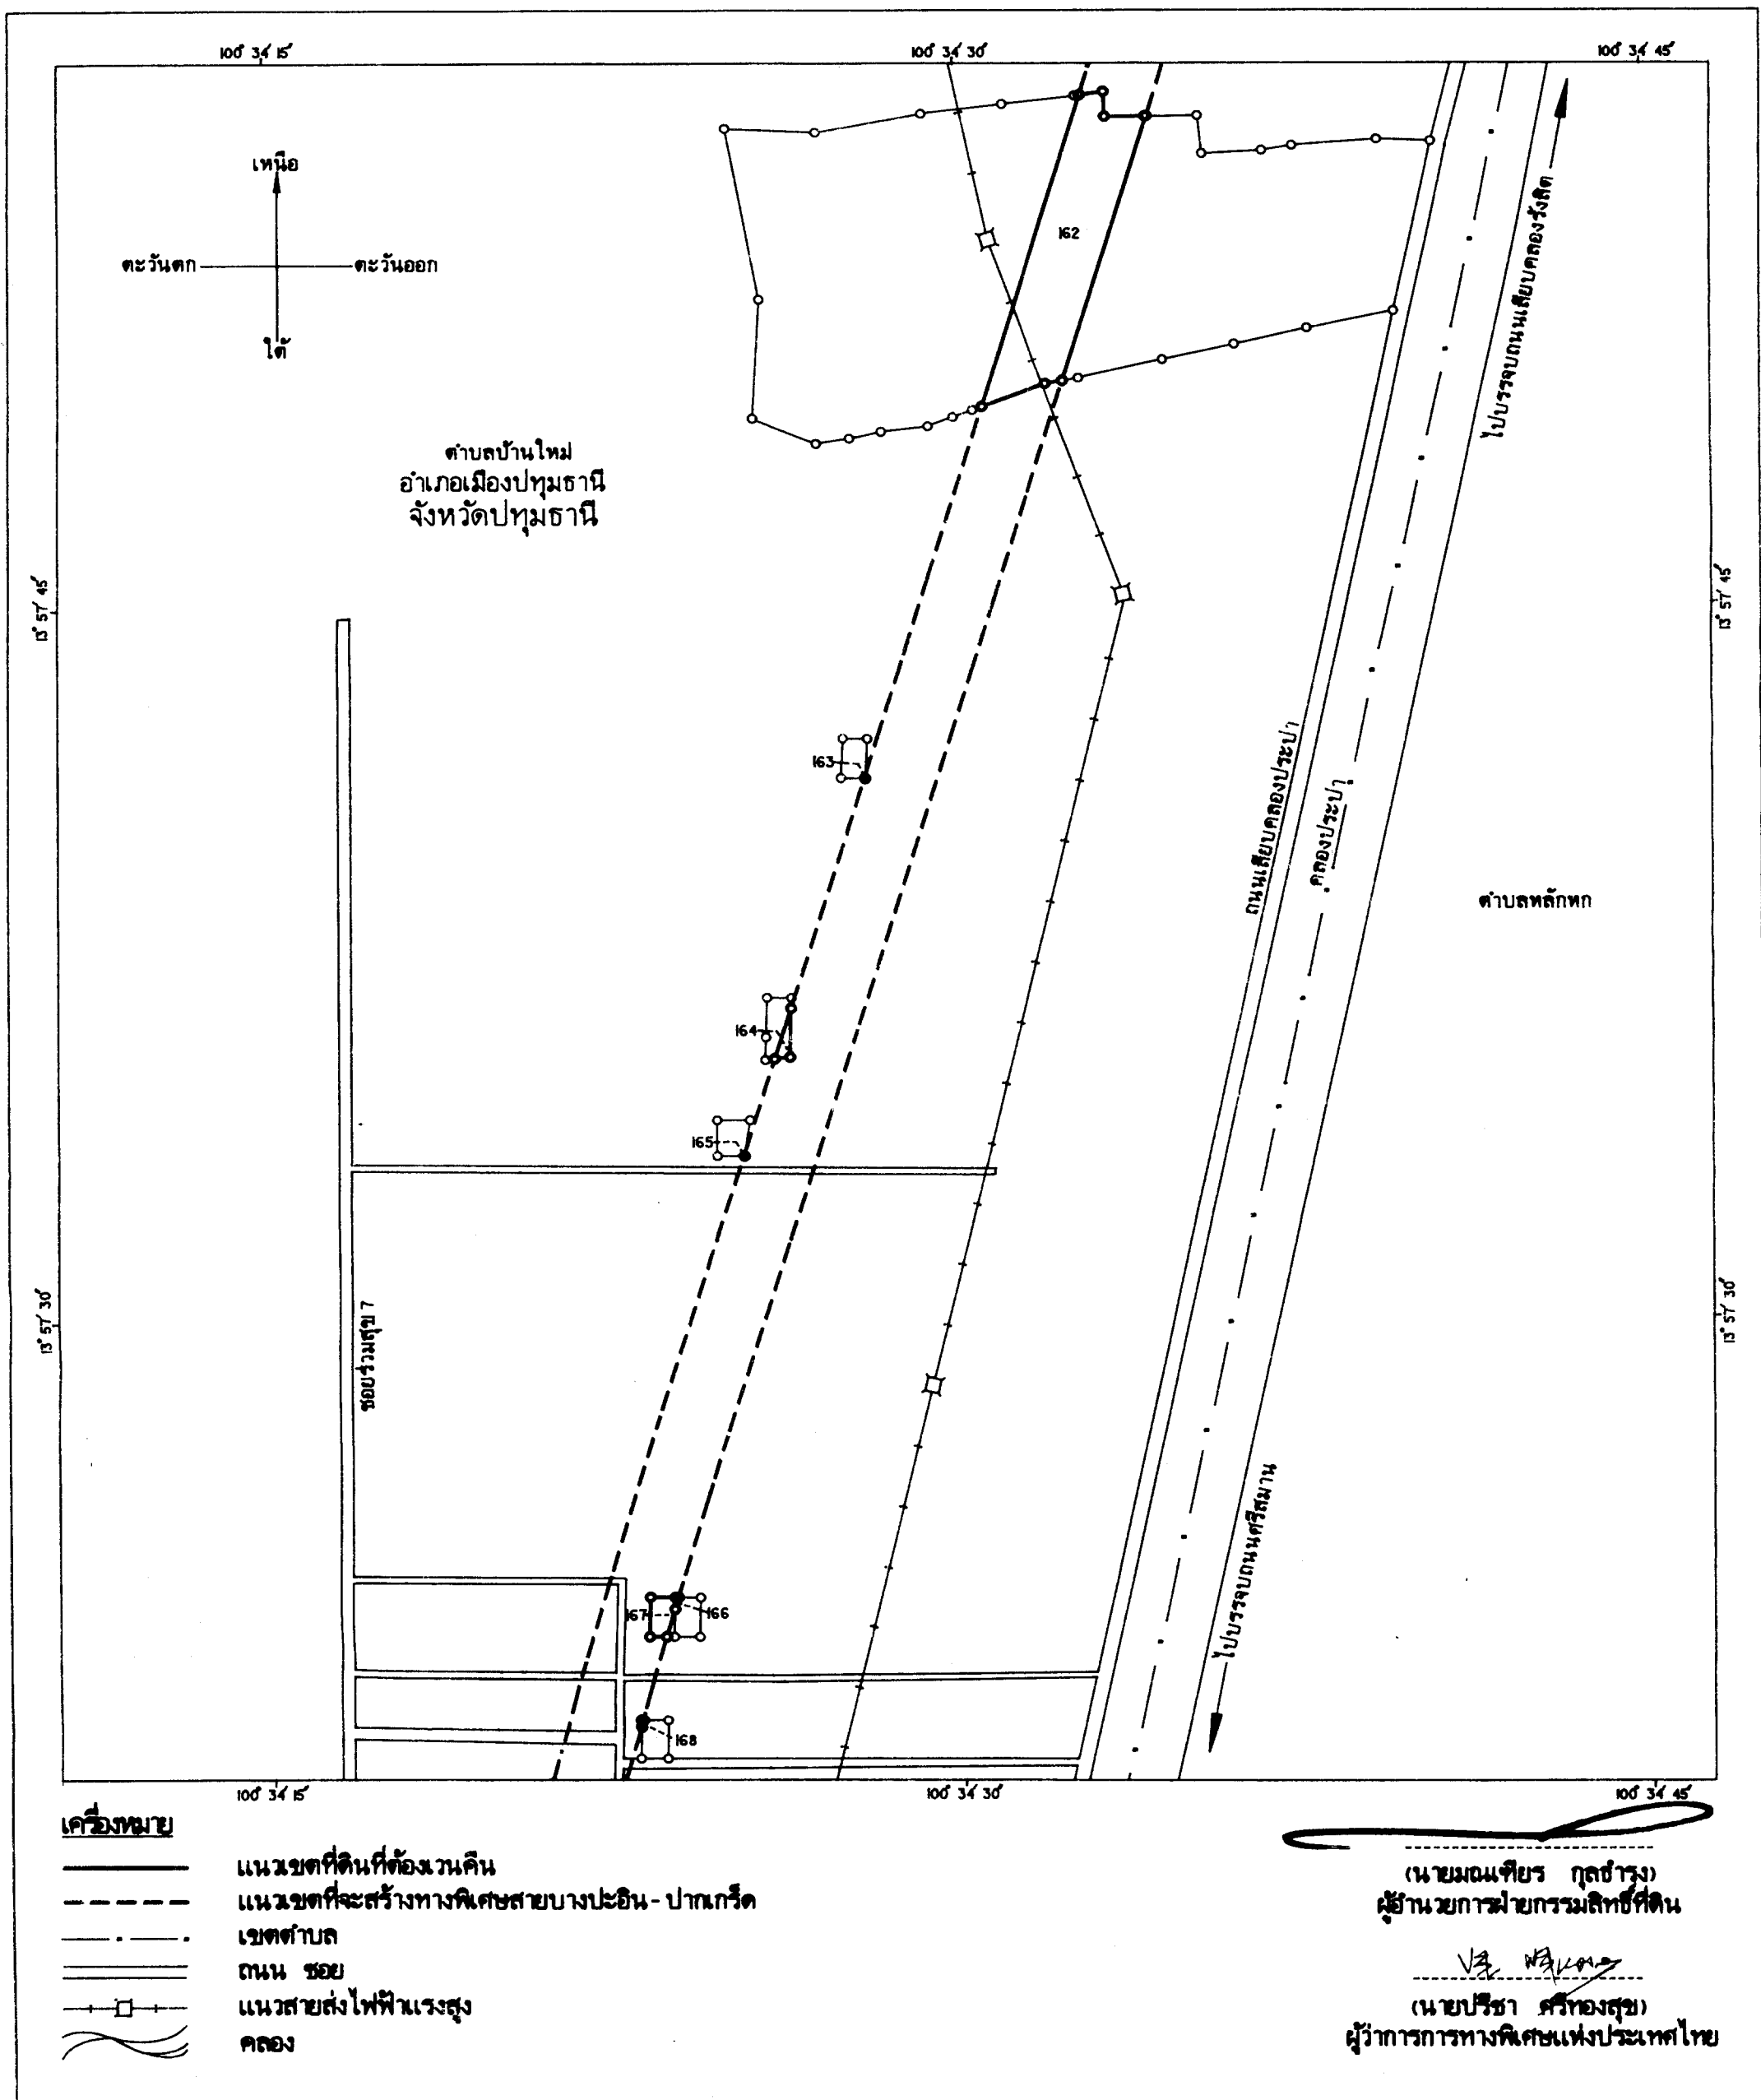 100° 34' 15" 100° 34' 30" 100° 34' 45"
เหนือ
ตะวันตก ตะวันออก
ใต้
162
ไปบรรจบถนนเลียบคลองรังสิต
ตำบลบ้านใหม่
อำเภอเมืองปทุมธานี
จังหวัดปทุมธานี
13° 57' 45" 13° 57' 45"
163
ถนนเลียบคลองประปา
คลองประปา
ตำบลหลักหก
164
165
13° 57' 30" 13° 57' 30"
ซอยร่วมสุข 7
ไปบรรจบถนนศรีสมาน
167 166
168
100° 34' 15" 100° 34' 30" 100° 34' 45"
เครื่องหมาย
แนวเขตที่ดินที่ต้องเวนคืน
แนวเขตที่จะสร้างทางพิเศษสายบางปะอิน - ปากเกร็ด
เขตตำบล
ถนน ซอย
แนวสายส่งไฟฟ้าแรงสูง
คลอง
(นายมณเฑียร กุลธำรง)
ผู้อำนวยการฝ่ายกรรมสิทธิ์ที่ดิน
(นายปรีชา ศรีทองสุข)
ผู้ว่าการการทางพิเศษแห่งประเทศไทย